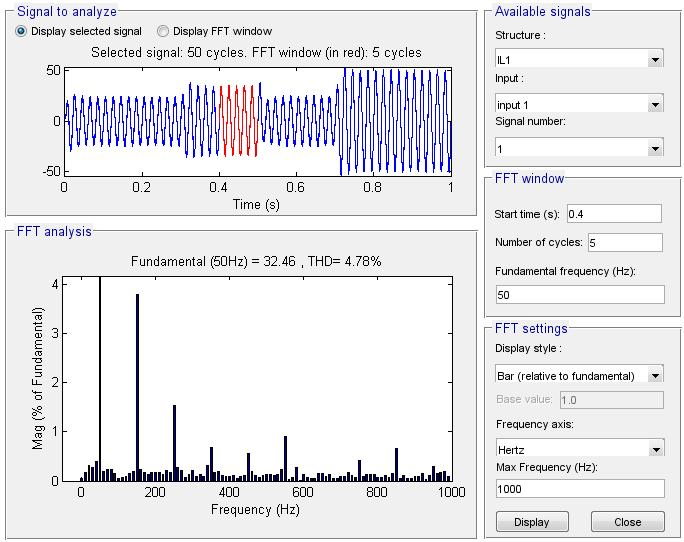 Signal to analyze
Display selected signal
Display FFT window
Selected signal: 50 cycles. FFT window (in red): 5 cycles
50
0
-50
0
0.2
0.4
0.6
0.8
1
Time (s)
FFT analysis
Fundamental (50Hz) = 32.46 , THD= 4.78%
Mag (% of Fundamental)
4
3
2
1
0
0
200
400
600
800
1000
Frequency (Hz)
Available signals
Structure :
IL1
Input :
input 1
Signal number:
1
FFT window
Start time (s): 0.4
Number of cycles: 5
Fundamental frequency (Hz):
50
FFT settings
Display style :
Bar (relative to fundamental)
Base value: 1.0
Frequency axis:
Hertz
Max Frequency (Hz):
1000
Display
Close